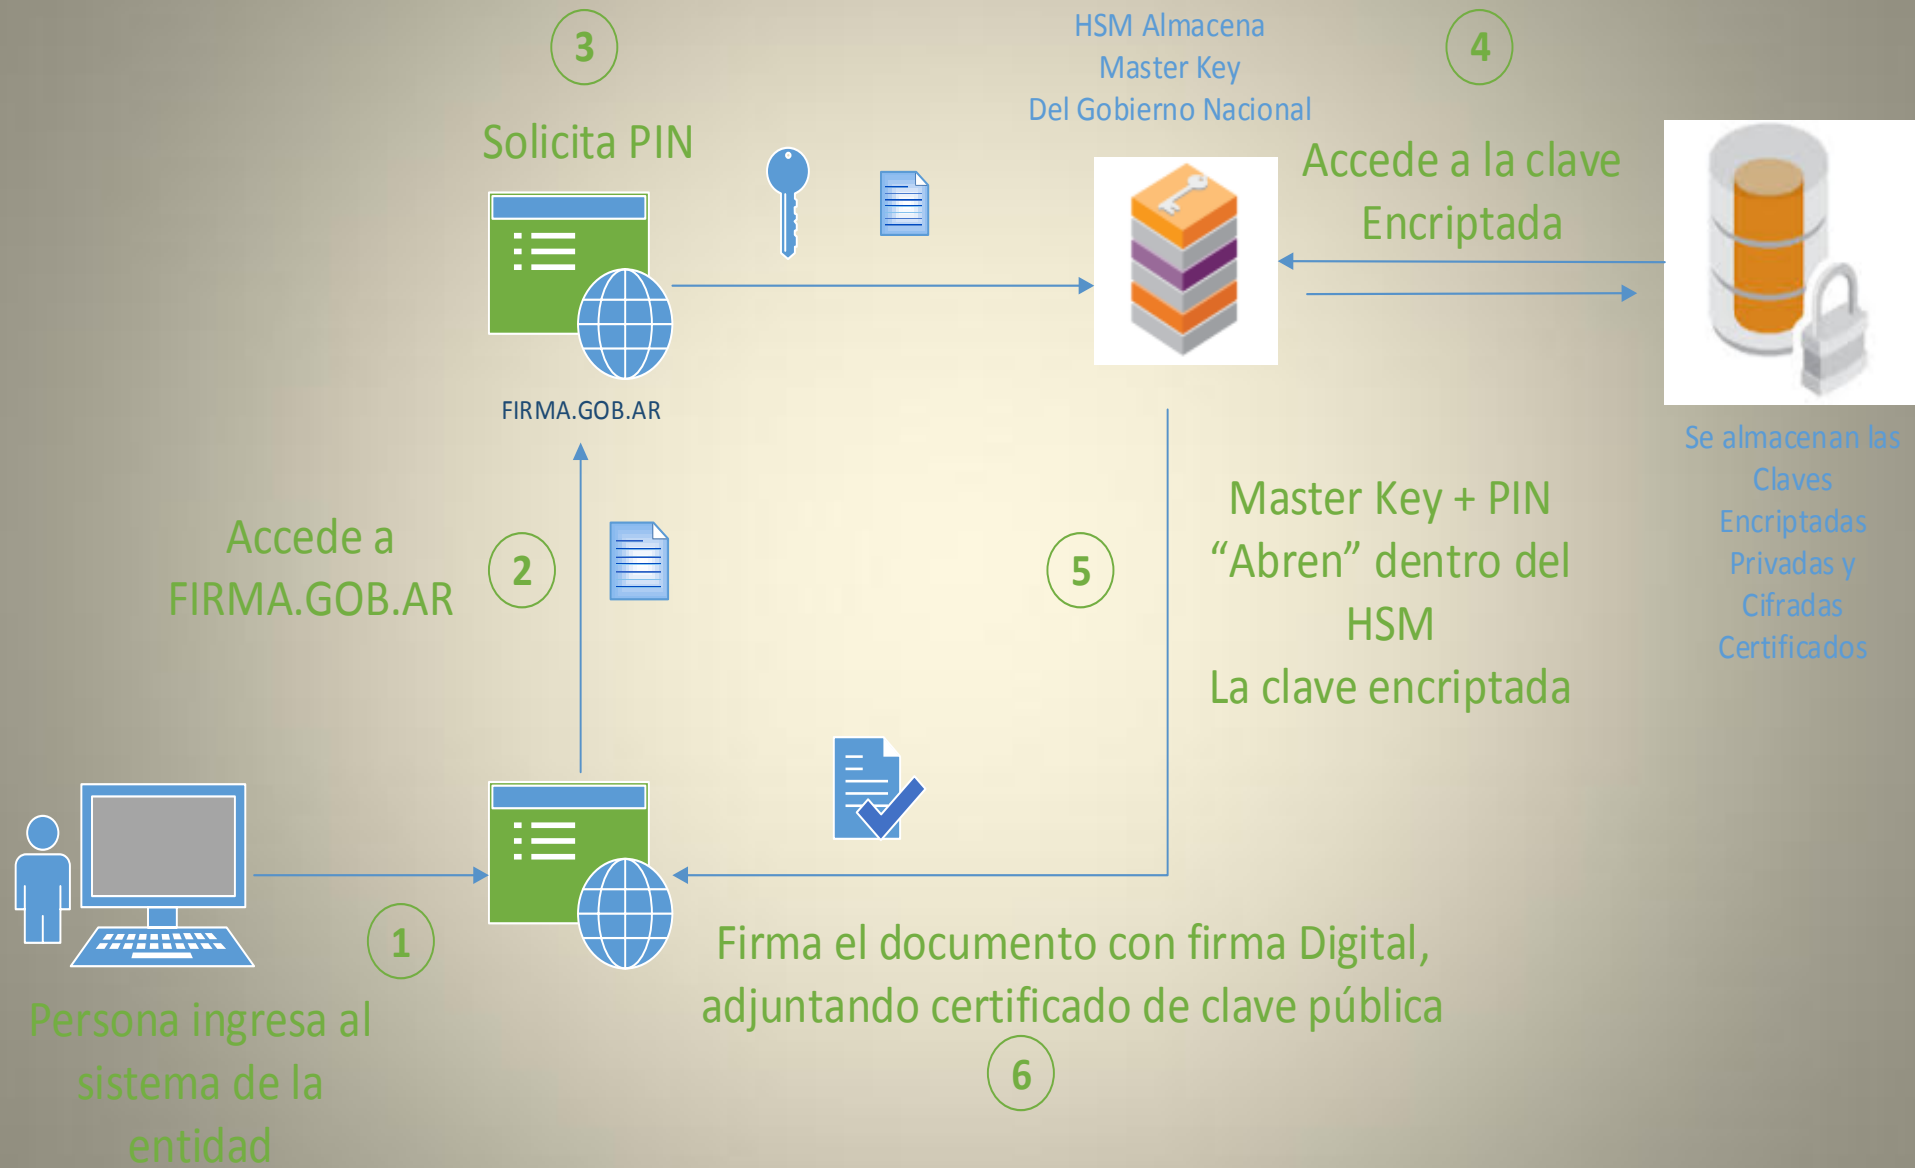 3
Solicita PIN
FIRMA.GOB.AR
HSM Almacena
Master Key
Del Gobierno Nacional
4
Accede a la clave
Encriptada
Se almacenan las
Claves
Encriptadas
Privadas y
Cifradas
Certificados
Accede a
FIRMA.GOB.AR
2
5
Master Key + PIN
“Abren” dentro del
HSM
La clave encriptada
1
Persona ingresa al
sistema de la
entidad
Firma el documento con firma Digital,
adjuntando certificado de clave pública
6